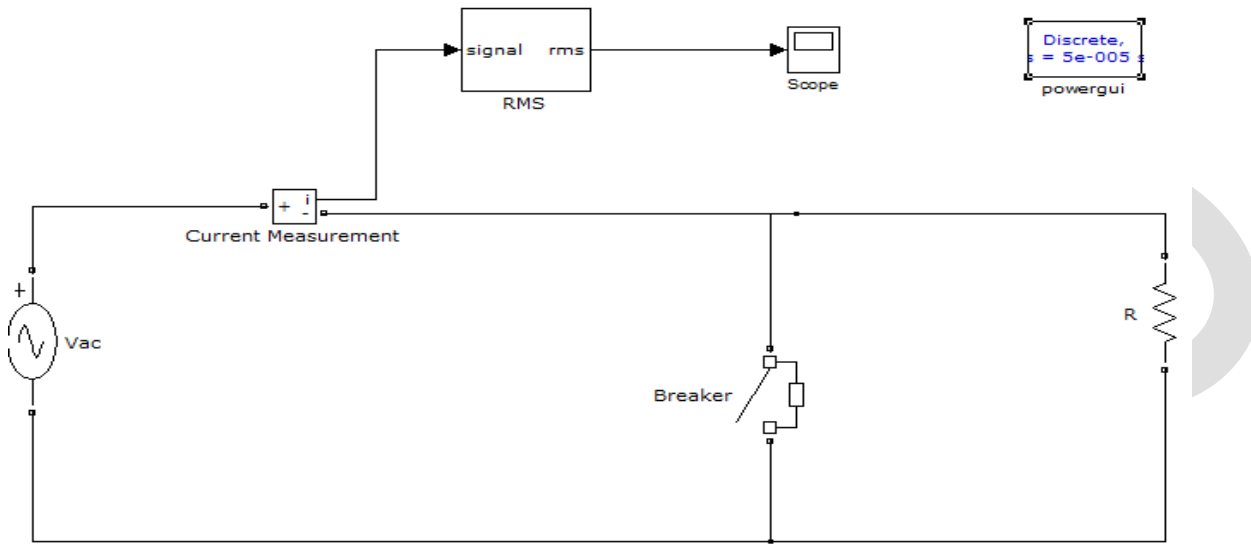 signal rms
RMS
Scope
Discrete,
s = 5e-005 s
powergui
+ i
-
Current Measurement
+
Vac
Breaker
R